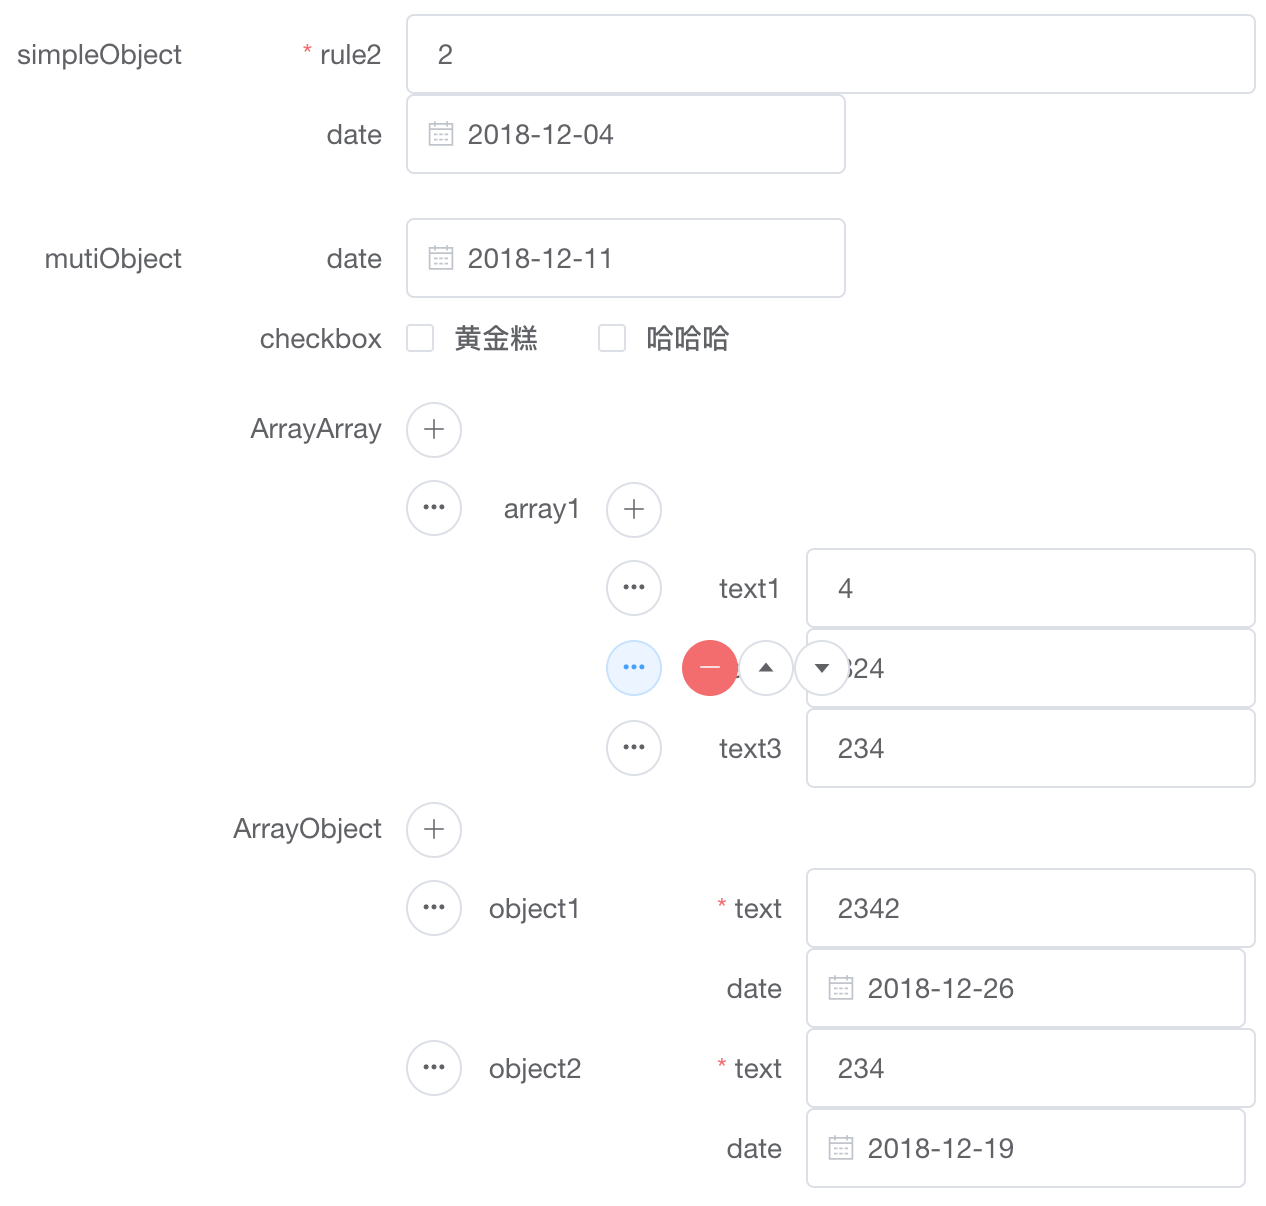 simpleObject * rule2 2
date 2018-12-04
mutiObject date 2018-12-11
checkbox 黄金糕 哈哈哈
ArrayArray
array1
text1 4
24
text3 234
ArrayObject
object1 * text 2342
date 2018-12-26
object2 * text 234
date 2018-12-19